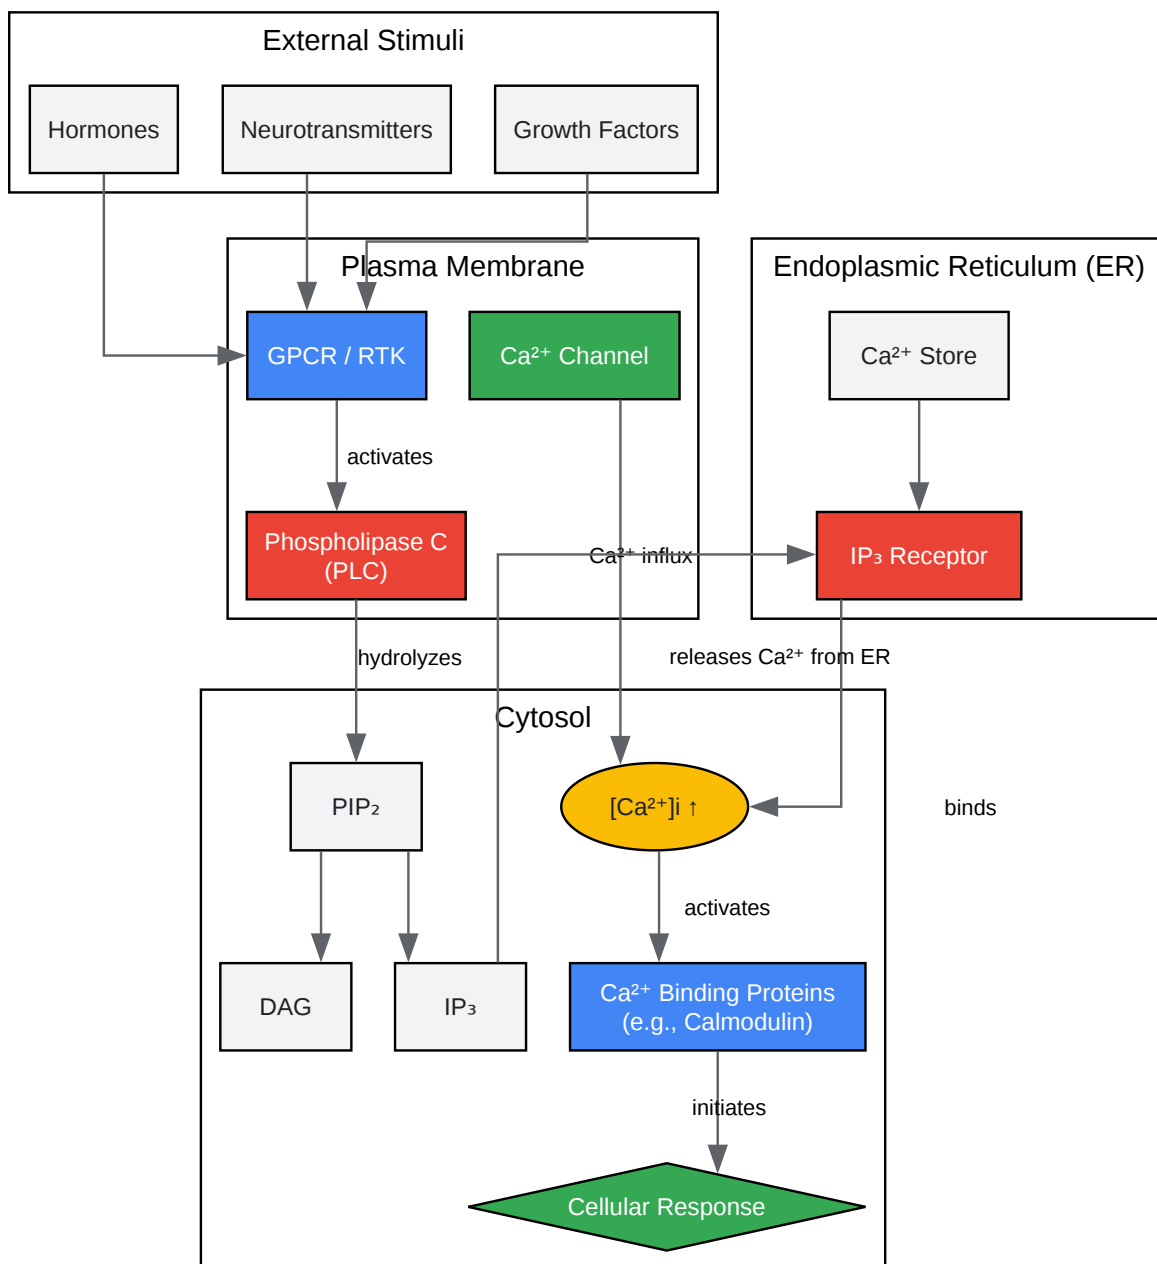 External Stimuli
Hormones
Neurotransmitters
Growth Factors
Plasma Membrane
Endoplasmic Reticulum (ER)
GPCR / RTK
Ca²⁺ Channel
Ca²⁺ Store
activates
Phospholipase C
(PLC)
Ca²⁺ influx
IP₃ Receptor
hydrolyzes
releases Ca²⁺ from ER
Cytosol
PIP₂
[Ca²⁺]i ↑
binds
activates
DAG
IP₃
Ca²⁺ Binding Proteins
(e.g., Calmodulin)
initiates
Cellular Response